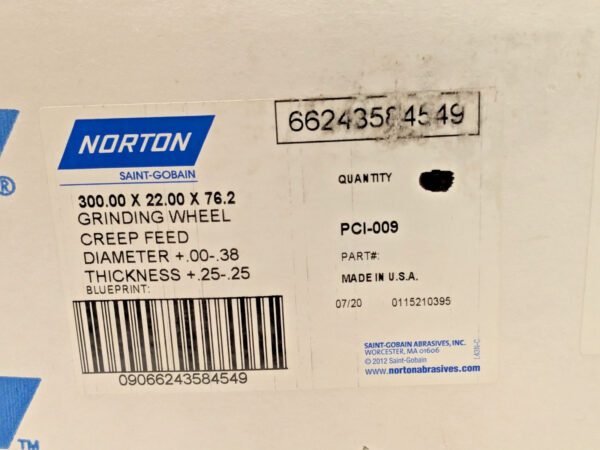 ®
NORTON
SAINT-GOBAIN
66243584549
300.00 X 22.00 X 76.2
GRINDING WHEEL
CREEP FEED
DIAMETER +.00-.38
THICKNESS +.25-.25
BLUEPRINT:
09066243584549
QUANTITY
PCI-009
PART#:
MADE IN U.S.A.
07/20 0115210395
SAINT-GOBAIN ABRASIVES, INC.
WORCESTER, MA 01606
© 2012 Saint-Gobain
www.nortonabrasives.com
TM